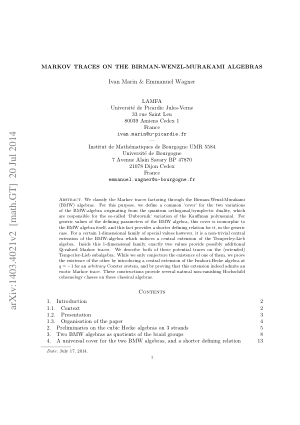 MARKOV TRACES ON THE BIRMAN-WENZL-MURAKAMI ALGEBRAS
Ivan Marin & Emmanuel Wagner
LAMFA
Université de Picardie Jules-Verne
33 rue Saint Leu
80039 Amiens Cedex 1
France
ivan.marin@u-picardie.fr
Institut de Mathématiques de Bourgogne UMR 5584
Université de Bourgogne
7 Avenue Alain Savary BP 47870
21078 Dijon Cedex
France
emmanuel.wagner@u-bourgogne.fr
Abstract. We classify the Markov traces factoring through the Birman-Wenzl-Murakami
(BMW) algebras. For this purpose, we define a common 'cover' for the two variations
of the BMW-algebra originating from the quantum orthogonal/symplectic duality, which
are responsible for the so-called 'Dubrovnik' variation of the Kauffman polynomial. For
generic values of the defining parameters of the BMW algebra, this cover is isomorphic to
the BMW algebra itself, and this fact provides a shorter defining relation for it, in the generic
case. For a certain 1-dimensional family of special values however, it is a non-trivial central
extension of the BMW algebra which induces a central extension of the Temperley-Lieb
algebra. Inside this 1-dimensional family, exactly two values provide possibly additional
Markov traces. We describe both of these potential traces on the (extended)
Temperley-Lieb subalgebra. While we only conjecture the existence of one of them, we prove
the existence of the other by introducing a central extension of the Iwahori-Hecke algebra at
q = −1 for an arbitrary Coxeter system, and by proving that this extension indeed admits an
exotic Markov trace. These constructions provide several natural non-vanishing Hochschild
cohomology classes on these classical algebras.
Contents
1. Introduction 2
1.1. Context 2
1.2. Presentation 3
1.3. Organisation of the paper 4
2. Preliminaries on the cubic Hecke algebras on 3 strands 5
3. Two BMW algebras as quotients of the braid groups 8
4. A universal cover for the two BMW algebras, and a shorter defining relation 13
Date: July 17, 2014.
1
arXiv:1403.4021v2 [math.GT] 20 Jul 2014